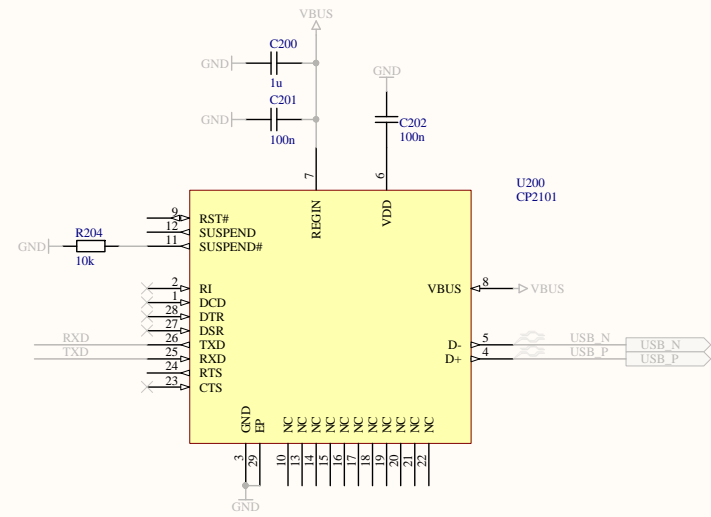 VBUS
C200
GND
1u
C201
GND
100n
GND
C202
100n
7
6
U200
CP2101
REGIN
VDD
9
RST#
12
SUSPEND
11
SUSPEND#
R204
GND
10k
2
RI
1
DCD
28
DTR
27
DSR
RXD
26
TXD
TXD
25
RXD
24
RTS
23
CTS
VBUS
8
VBUS
D-
5
USB_N
USB_N
D+
4
USB_P
USB_P
GND
EP
NC
NC
NC
NC
NC
NC
NC
NC
NC
NC
NC
3
29
10
13
14
15
16
17
18
19
20
21
22
GND